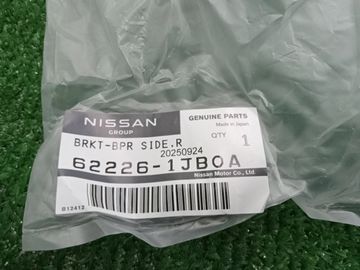 NISSAN
GROUP
GENUINE PARTS
Made in Japan
BRKT-BPR SIDE,R
QTY
1
20250924
62226-1JB0A
Nissan Motor Co., Ltd.
B12412